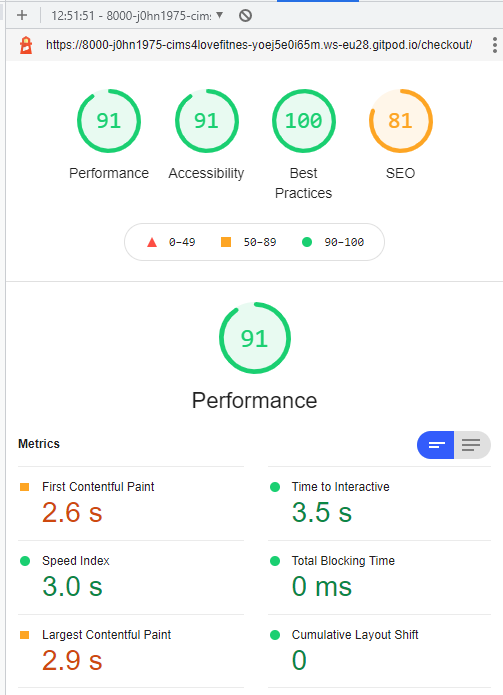 12:51:51 - 8000-j0hn1975-cims
https://8000-j0hn1975-cims4lovefitnes-yoej5e0i65m.ws-eu28.gitpod.io/checkout/
91 91 100 81
Performance Accessibility Best Practices SEO
0–49 50–89 90–100
91
Performance
Metrics
First Contentful Paint
2.6 s
Time to Interactive
3.5 s
Speed Index
3.0 s
Total Blocking Time
0 ms
Largest Contentful Paint
2.9 s
Cumulative Layout Shift
0